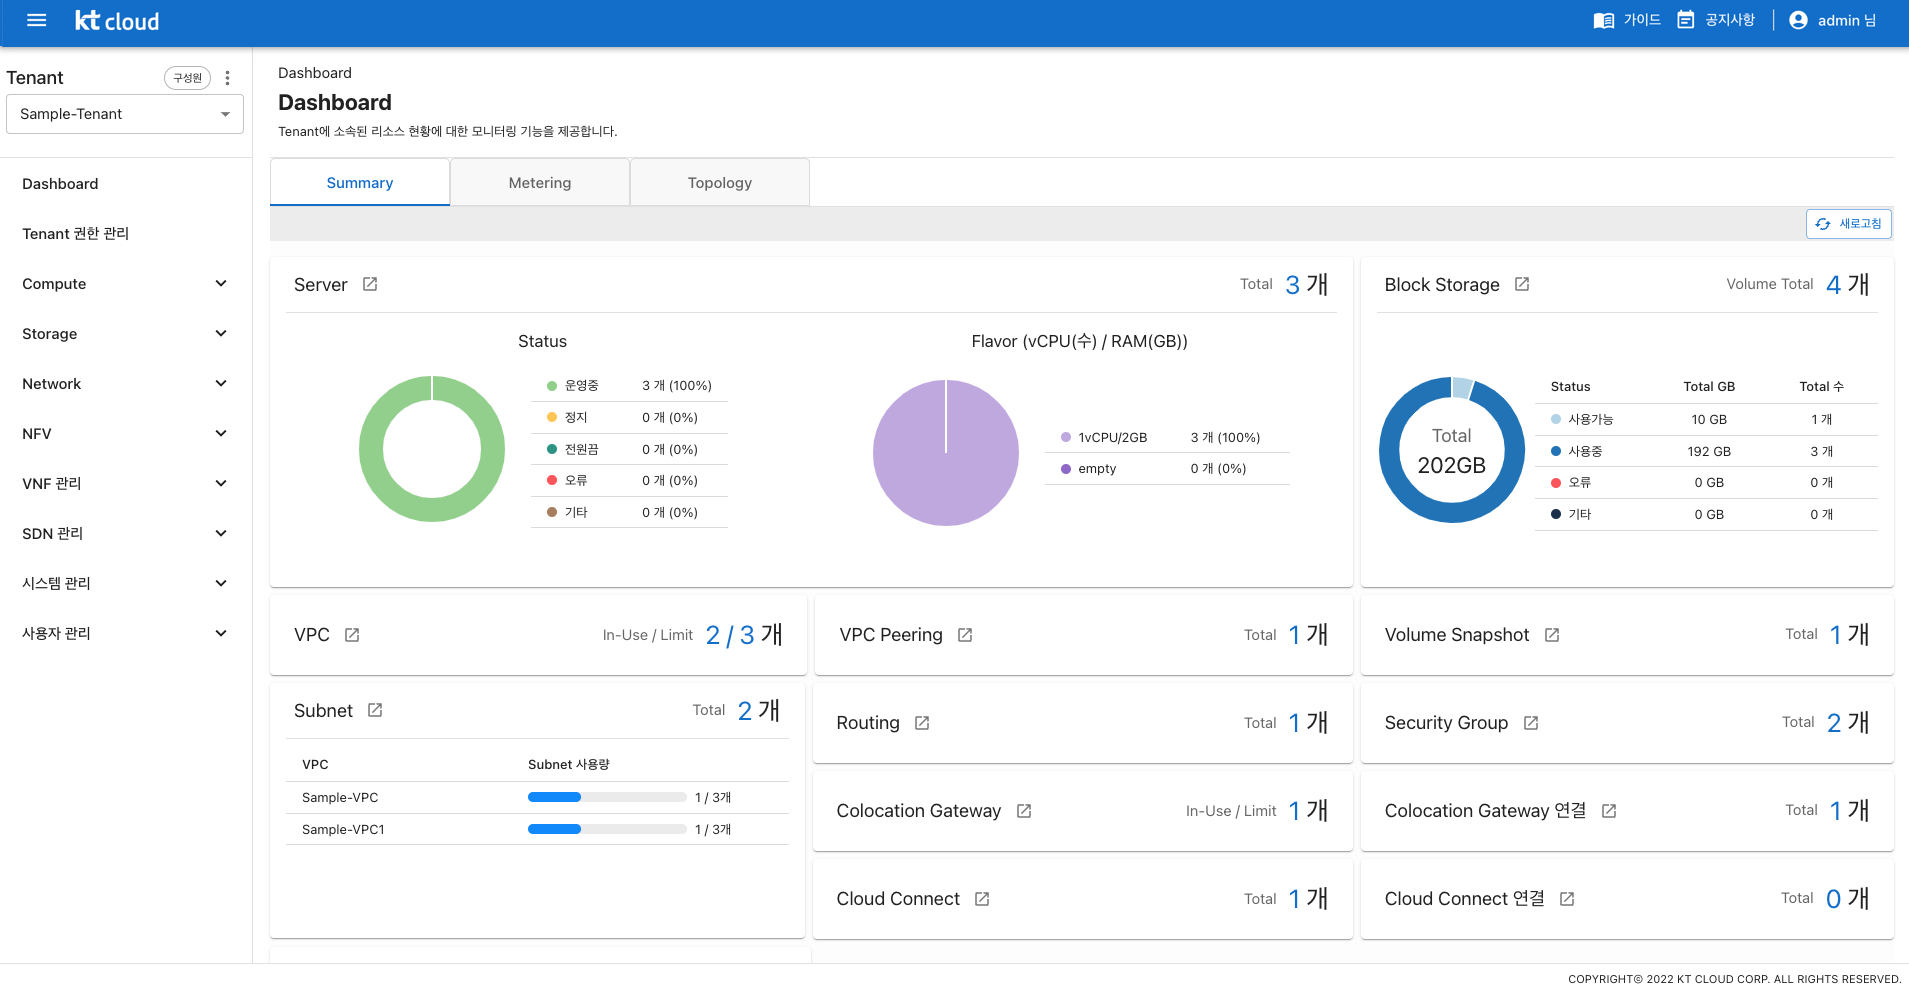 kt cloud
가이드
공지사항
admin 님
Tenant
구성원
Sample-Tenant
Dashboard
Tenant 권한 관리
Compute
Storage
Network
NFV
VNF 관리
SDN 관리
시스템 관리
사용자 관리
Dashboard
Dashboard
Tenant에 소속된 리소스 현황에 대한 모니터링 기능을 제공합니다.
Summary
Metering
Topology
새로고침
Server
Total 3 개
Status
운영중 3 개 (100%)
정지 0 개 (0%)
전원끔 0 개 (0%)
오류 0 개 (0%)
기타 0 개 (0%)
Flavor (vCPU(수) / RAM(GB))
1vCPU/2GB 3 개 (100%)
empty 0 개 (0%)
Block Storage
Volume Total 4 개
Total
202GB
Status Total GB Total 수
사용가능 10 GB 1 개
사용중 192 GB 3 개
오류 0 GB 0 개
기타 0 GB 0 개
VPC
In-Use / Limit 2 / 3 개
VPC Peering
Total 1 개
Volume Snapshot
Total 1 개
Subnet
Total 2 개
VPC Subnet 사용량
Sample-VPC 1 / 3개
Sample-VPC1 1 / 3개
Routing
Total 1 개
Security Group
Total 2 개
Colocation Gateway
In-Use / Limit 1 개
Colocation Gateway 연결
Total 1 개
Cloud Connect
Total 1 개
Cloud Connect 연결
Total 0 개
COPYRIGHT© 2022 KT CLOUD CORP. ALL RIGHTS RESERVED.